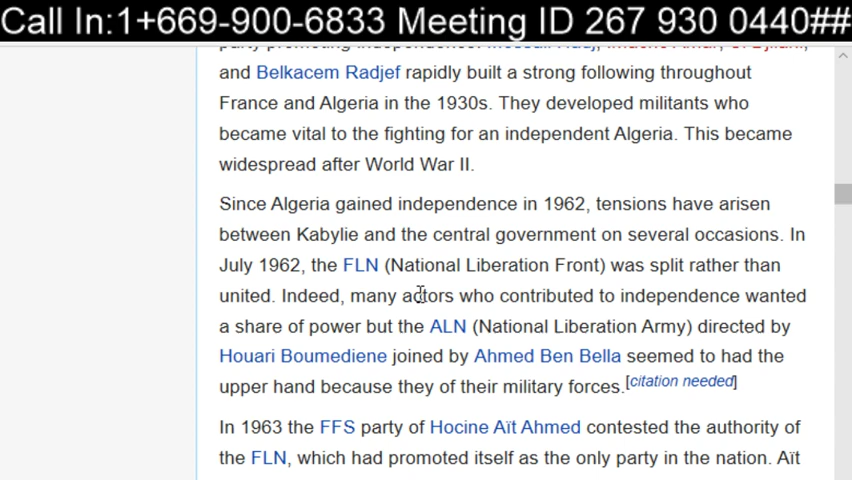 Call In:1+669-900-6833 Meeting ID 267 930 0440##
party promoting independence. Messali Hadj, Imache Amar,
and Belkacem Radjef rapidly built a strong following throughout
France and Algeria in the 1930s. They developed militants who
became vital to the fighting for an independent Algeria. This became
widespread after World War II.
Since Algeria gained independence in 1962, tensions have arisen
between Kabylie and the central government on several occasions. In
July 1962, the FLN (National Liberation Front) was split rather than
united. Indeed, many actors who contributed to independence wanted
a share of power but the ALN (National Liberation Army) directed by
Houari Boumediene joined by Ahmed Ben Bella seemed to had the
upper hand because they of their military forces.[citation needed]
In 1963 the FFS party of Hocine Aït Ahmed contested the authority of
the FLN, which had promoted itself as the only party in the nation. Aït